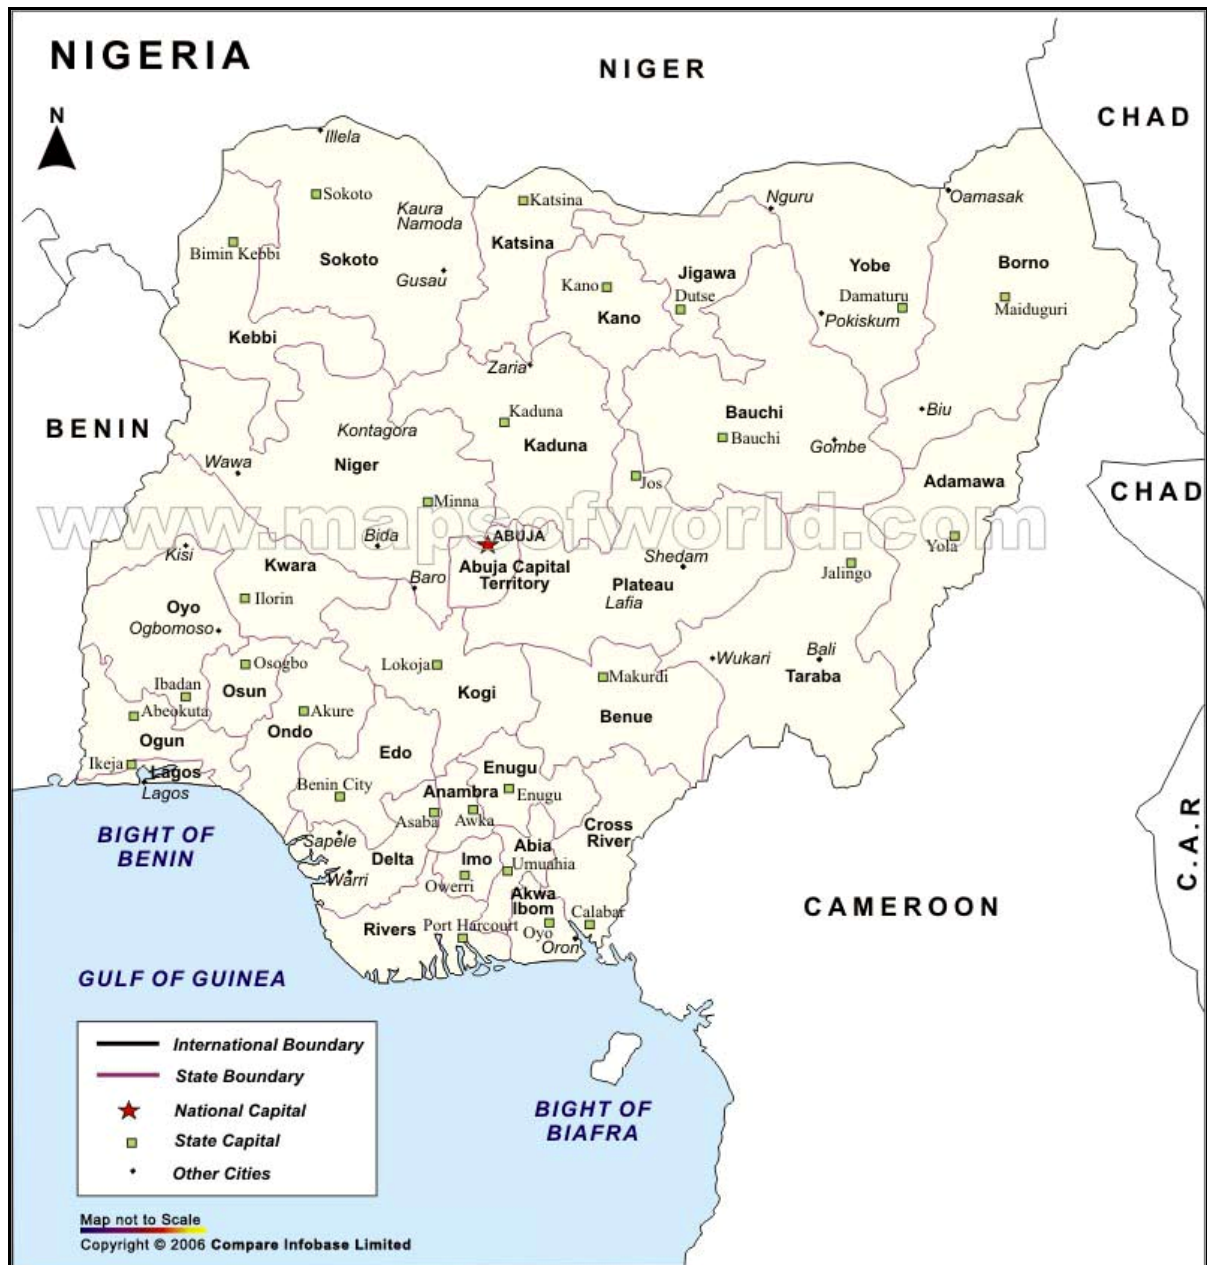 NIGERIA
NIGER
CHAD
N
Illela
Sokoto
Katsina
Nguru
Oamasak
Kaura
Namoda
Katsina
Bimin Kebbi
Sokoto
Gusau
Kano
Jigawa
Dutse
Yobe
Damaturu
Borno
Maiduguri
Kano
Pokiskum
Kebbi
Zaria
BENIN
Kaduna
Bauchi
Biu
Kontagora
Kaduna
Bauchi
Gombe
Wawa
Niger
Jos
Adamawa
CHAD
Minna
www.mapsofworld.com
Kisi
Bida
ABUJA
Yola
Kwara
Abuja Capital
Territory
Shedam
Jalingo
Baro
Plateau
Lafia
Ilorin
Oyo
Ogbomoso
Osogbo
Lokoja
Makurdi
Wukari
Bali
Taraba
Ibadan
Osun
Kogi
Abeokuta
Akure
Benue
Ondo
Ogun
Edo
Ikeja
Lagos
Lagos
Enugu
Benin City
Anambra
Enugu
Asaba
Awka
Cross
River
BIGHT OF
BENIN
Sapele
Delta
Imo
Abia
Umuahia
Warri
Owerri
Akwa
Ibom
C.A.R
CAMEROON
Rivers
Port Harcourt
Oyo
Calabar
Oron
GULF OF GUINEA
International Boundary
State Boundary
National Capital
State Capital
Other Cities
BIGHT OF
BIAFRA
Map not to Scale
Copyright © 2006 Compare Infobase Limited